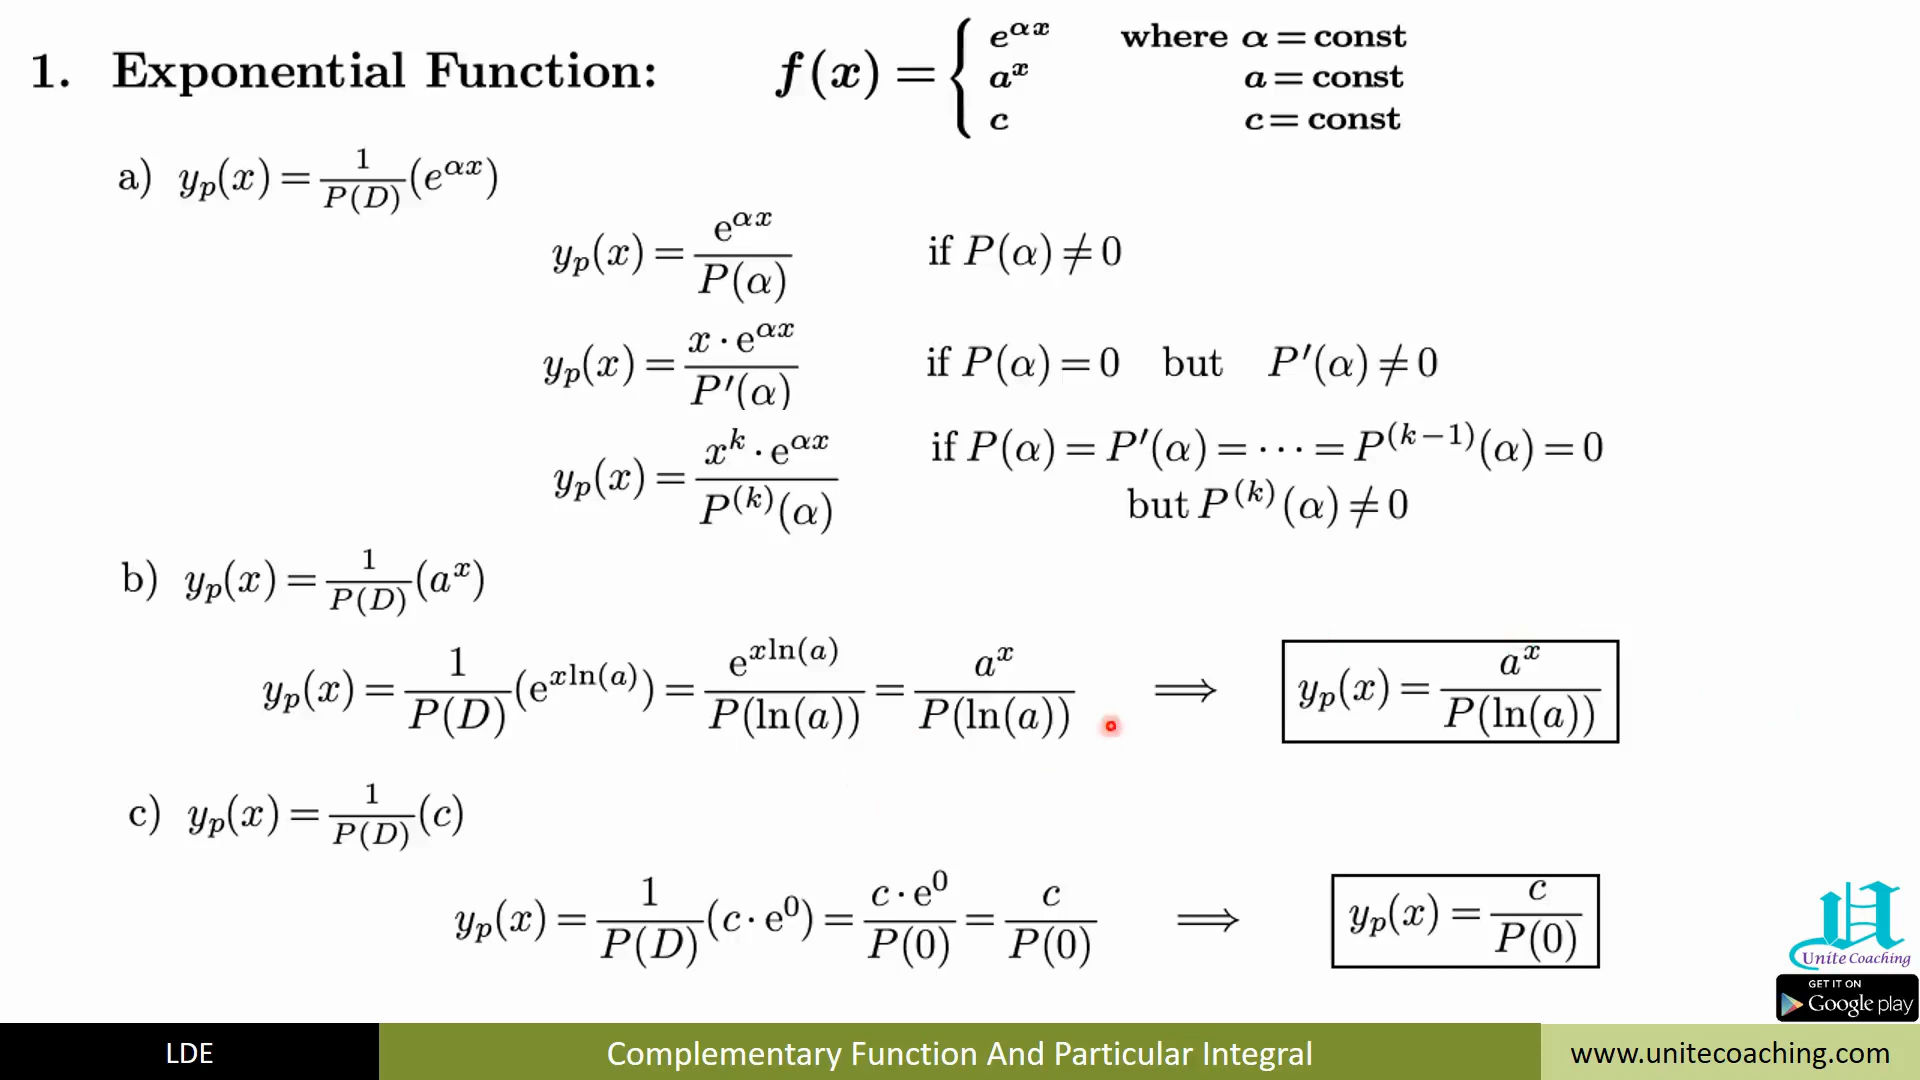 1. Exponential Function: f(x) = { e^{αx} where α = const
a^x a = const
c c = const
a) y_p(x) = 1/P(D) (e^{αx})
y_p(x) = e^{αx}/P(α) if P(α) ≠ 0
y_p(x) = x · e^{αx}/P′(α) if P(α) = 0 but P′(α) ≠ 0
y_p(x) = x^k · e^{αx}/P^{(k)}(α) if P(α) = P′(α) = ··· = P^{(k−1)}(α) = 0
but P^{(k)}(α) ≠ 0
b) y_p(x) = 1/P(D) (a^x)
y_p(x) = 1/P(D) (e^{xln(a)}) = e^{xln(a)}/P(ln(a)) = a^x/P(ln(a)) ⟹ y_p(x) = a^x/P(ln(a))
c) y_p(x) = 1/P(D) (c)
y_p(x) = 1/P(D) (c · e^0) = c · e^0/P(0) = c/P(0) ⟹ y_p(x) = c/P(0)
Unite Coaching
GET IT ON
Google play
LDE
Complementary Function And Particular Integral
www.unitecoaching.com